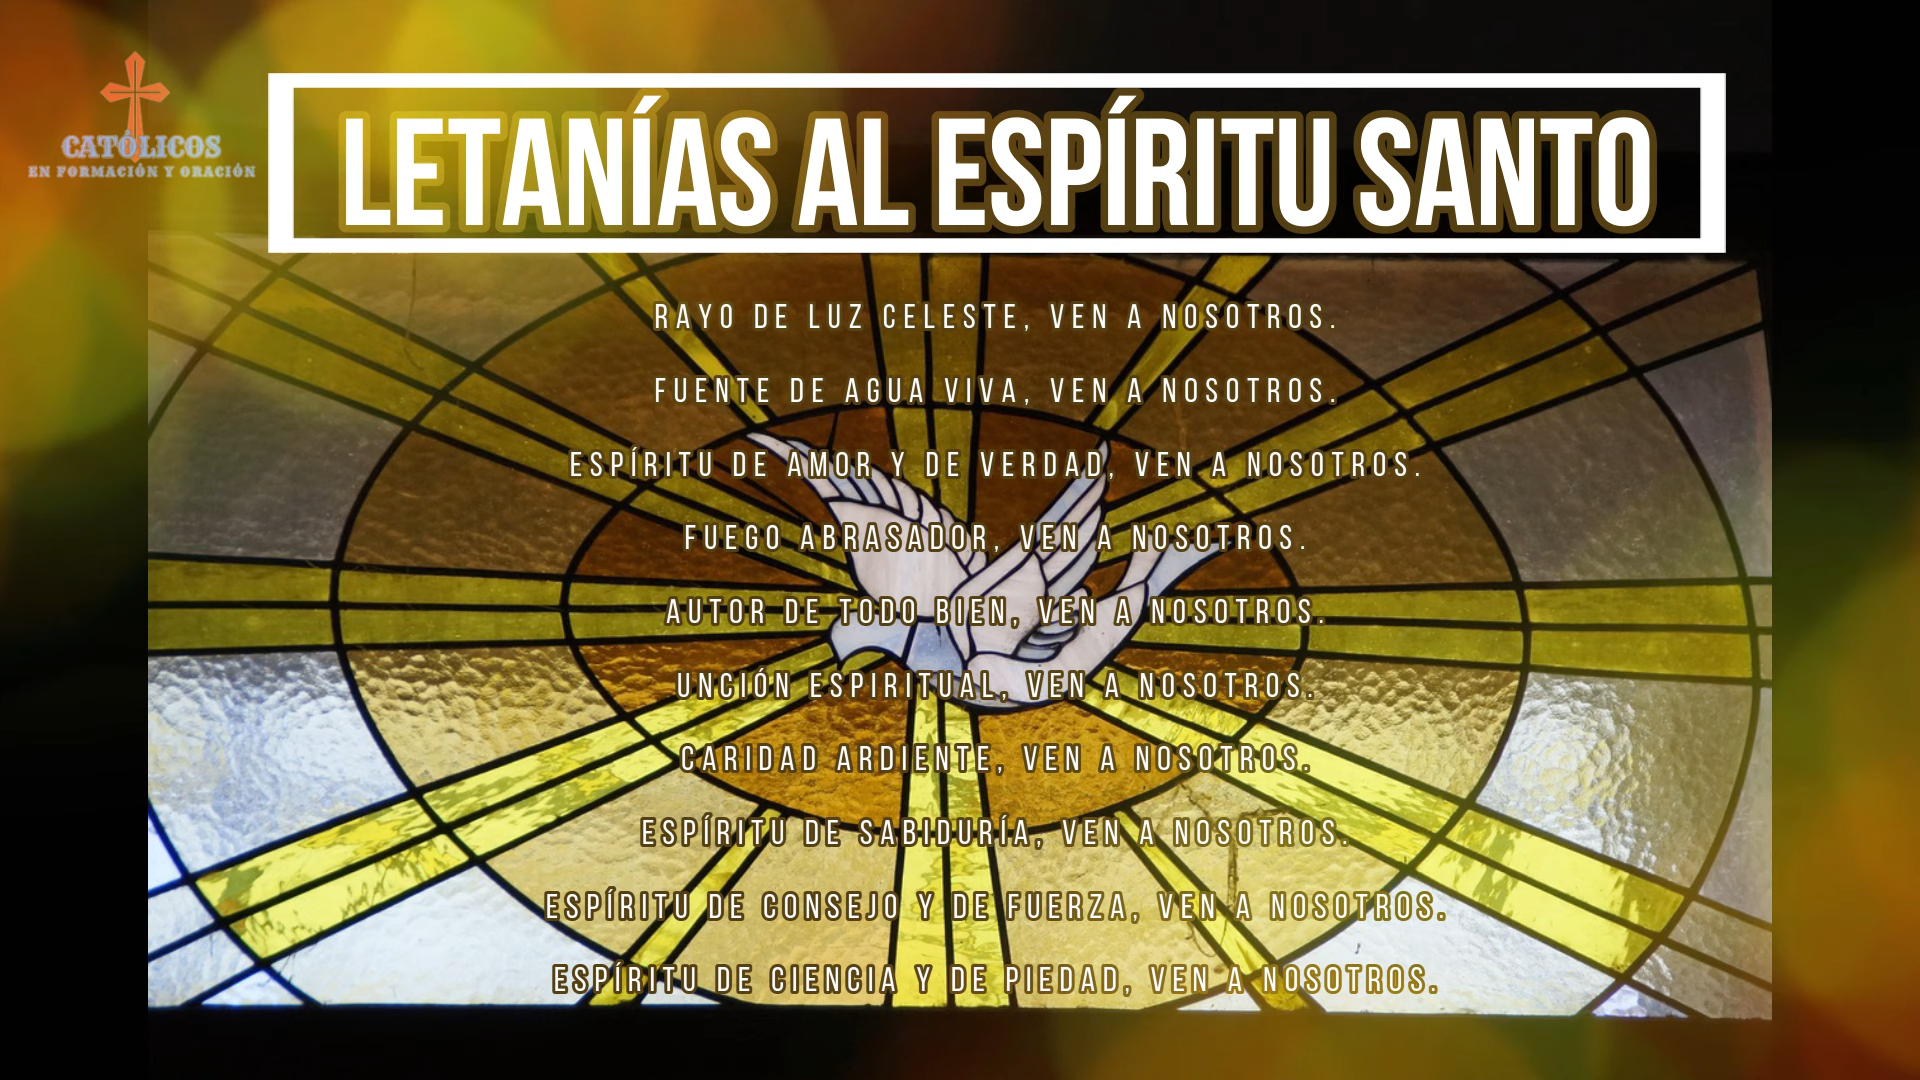 CATÓLICOS
EN FORMACIÓN Y ORACIÓN
LETANÍAS AL ESPÍRITU SANTO
RAYO DE LUZ CELESTE, VEN A NOSOTROS.
FUENTE DE AGUA VIVA, VEN A NOSOTROS.
ESPÍRITU DE AMOR Y DE VERDAD, VEN A NOSOTROS.
FUEGO ABRASADOR, VEN A NOSOTROS.
AUTOR DE TODO BIEN, VEN A NOSOTROS.
UNCIÓN ESPIRITUAL, VEN A NOSOTROS.
CARIDAD ARDIENTE, VEN A NOSOTROS.
ESPÍRITU DE SABIDURÍA, VEN A NOSOTROS.
ESPÍRITU DE CONSEJO Y DE FUERZA, VEN A NOSOTROS.
ESPÍRITU DE CIENCIA Y DE PIEDAD, VEN A NOSOTROS.